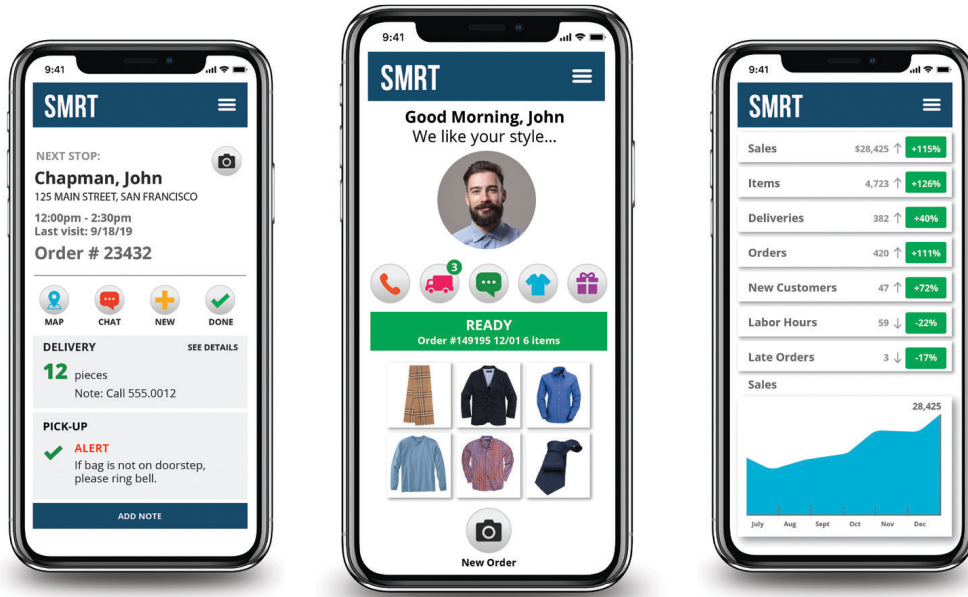 9:41
SMRT
NEXT STOP:
Chapman, John
125 MAIN STREET, SAN FRANCISCO
12:00pm - 2:30pm
Last visit: 9/18/19
Order # 23432
MAP CHAT NEW DONE
DELIVERY SEE DETAILS
12 pieces
Note: Call 555.0012
PICK-UP
ALERT
If bag is not on doorstep,
please ring bell.
ADD NOTE
9:41
SMRT
Good Morning, John
We like your style...
3
READY
Order #149195 12/01 6 items
New Order
9:41
SMRT
Sales $28,425 ↑ +115%
Items 4,723 ↑ +126%
Deliveries 382 ↑ +40%
Orders 420 ↑ +111%
New Customers 47 ↑ +72%
Labor Hours 59 ↓ -22%
Late Orders 3 ↓ -17%
Sales
28,425
July Aug Sept Oct Nov Dec